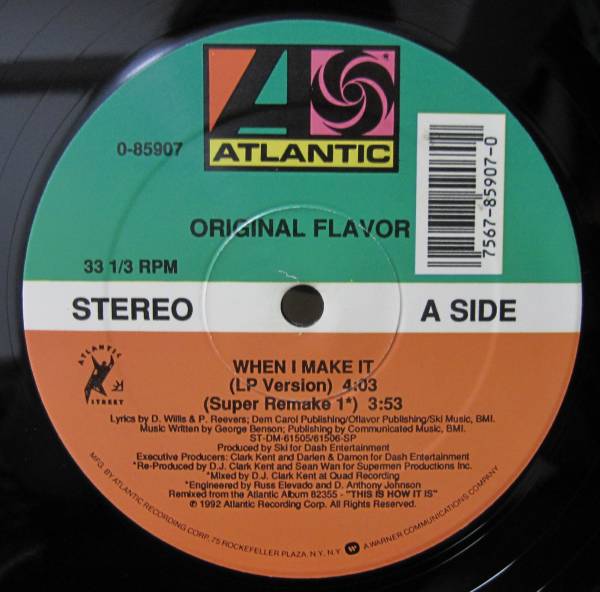 ATLANTIC
0-85907
7567-85907-0
ORIGINAL FLAVOR
33 1/3 RPM
STEREO
A SIDE
ATLANTIC
STREET
WHEN I MAKE IT
(LP Version) 4:03
(Super Remake 1*) 3:53
Lyrics by D. Willis & P. Reevers; Dem Carol Publishing/Oflavor Publishing/Ski Music, BMI.
Music Written by George Benson; Publishing by Communicated Music, BMI.
ST-DM-61505/61506-SP
Produced by Ski for Dash Entertainment
Executive Producers: Clark Kent and Darien & Damon for Dash Entertainment
*Re-Produced by D.J. Clark Kent and Sean Wan for Supermen Productions Inc.
*Mixed by D.J. Clark Kent at Quad Recording
*Engineered by Russ Elevado and D. Anthony Johnson
Remixed from the Atlantic Album 82355 - "THIS IS HOW IT IS"
℗ 1992 Atlantic Recording Corp. All Rights Reserved.
MFG. BY ATLANTIC RECORDING CORP. 75 ROCKEFELLER PLAZA, N.Y., N.Y. A WARNER COMMUNICATIONS COMPANY